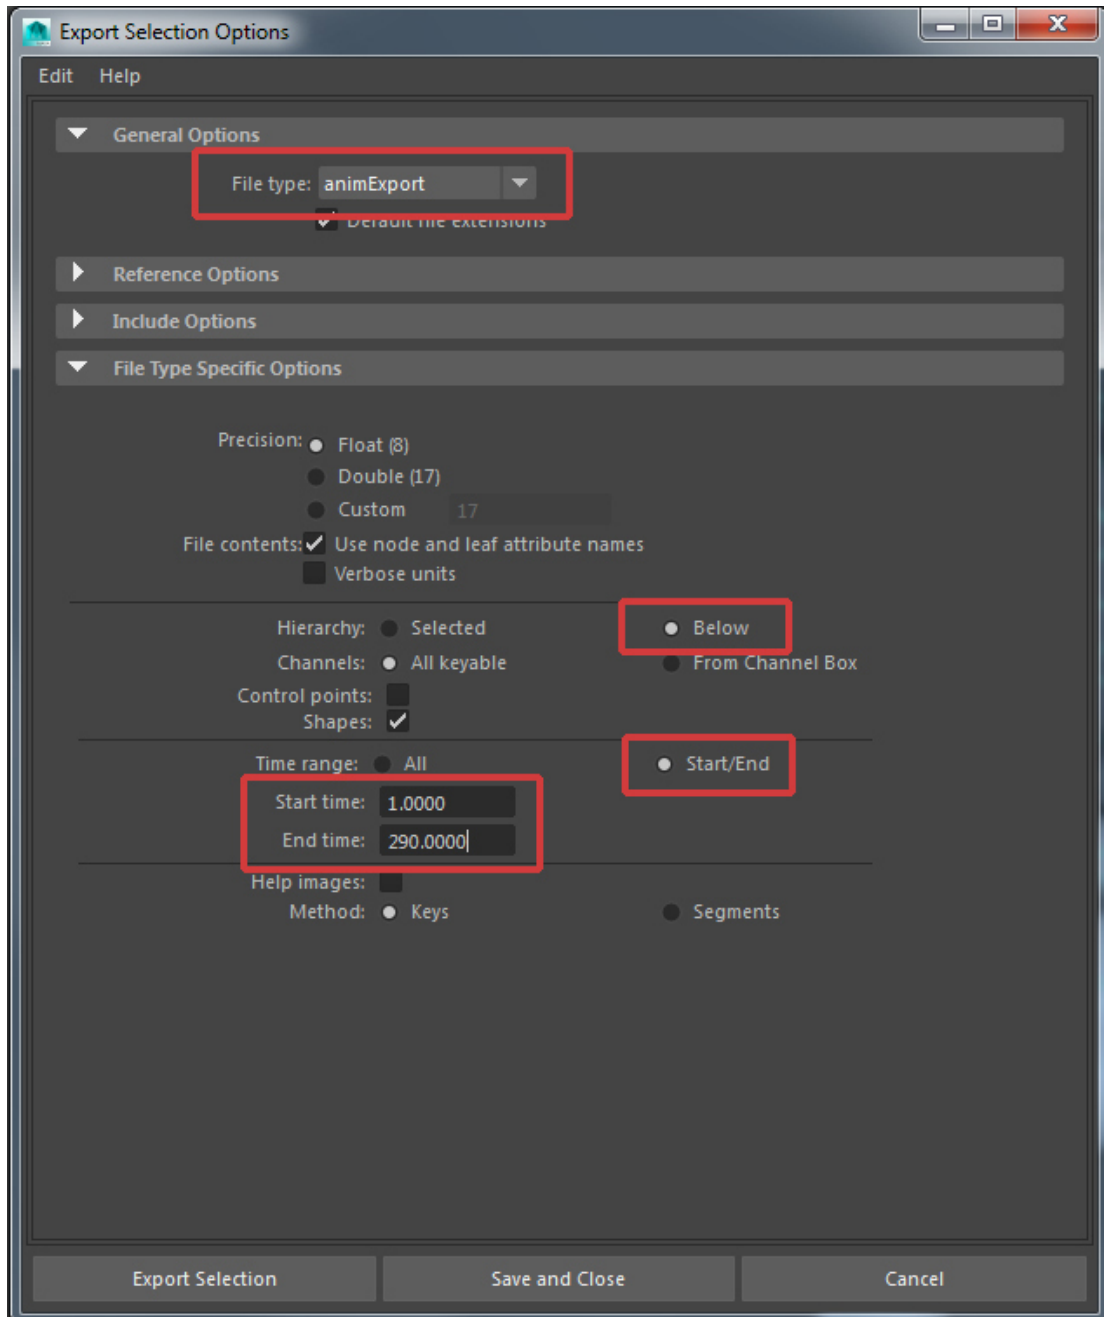 Export Selection Options
Edit Help
General Options
File type: animExport
Default file extensions
Reference Options
Include Options
File Type Specific Options
Precision: Float (8)
Double (17)
Custom 17
File contents: Use node and leaf attribute names
Verbose units
Hierarchy: Selected Below
Channels: All keyable From Channel Box
Control points:
Shapes:
Time range: All Start/End
Start time: 1.0000
End time: 290.0000
Help images:
Method: Keys Segments
Export Selection Save and Close Cancel